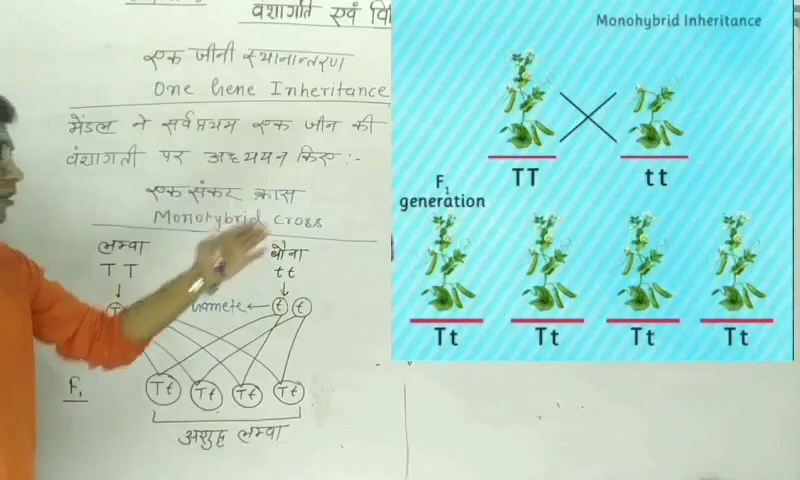 वंशागति एवं वि
एक जीनी स्थानान्तरण
One Gene Inheritance
मेंडल ने सर्वप्रथम एक जीन की
वंशागती पर अध्ययन किए :-
एक संकर क्रास
Monohybrid Cross
लम्बा
बौना
T T
t t
Gamete
t t
F₁
Tt Tt Tt Tt
अशुद्ध लम्बा
Monohybrid Inheritance
TT
tt
F₁
generation
Tt Tt Tt Tt